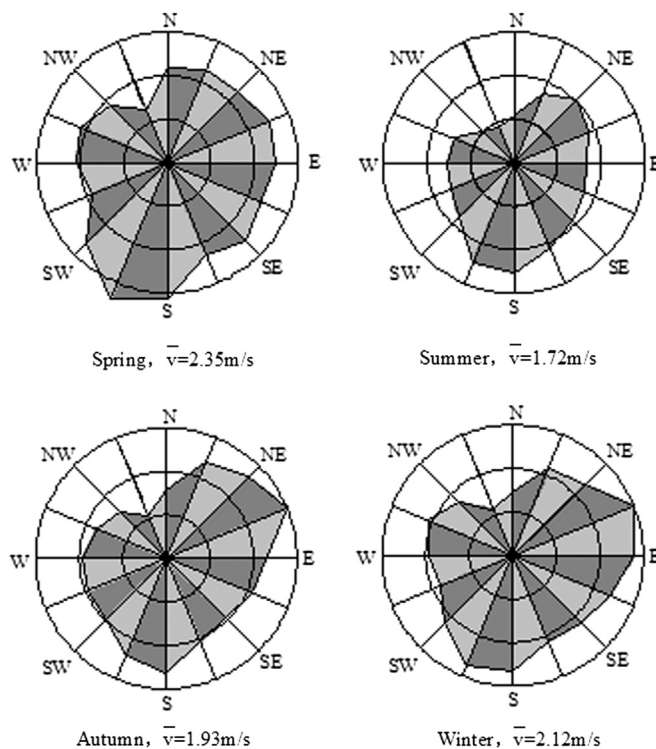 N
NW
NE
W
E
SW
SE
S
Spring, v̅=2.35m/s
N
NW
NE
W
E
SW
SE
S
Summer, v̅=1.72m/s
N
NW
NE
W
E
SW
SE
S
Autumn, v̅=1.93m/s
N
NW
NE
W
E
SW
SE
S
Winter, v̅=2.12m/s